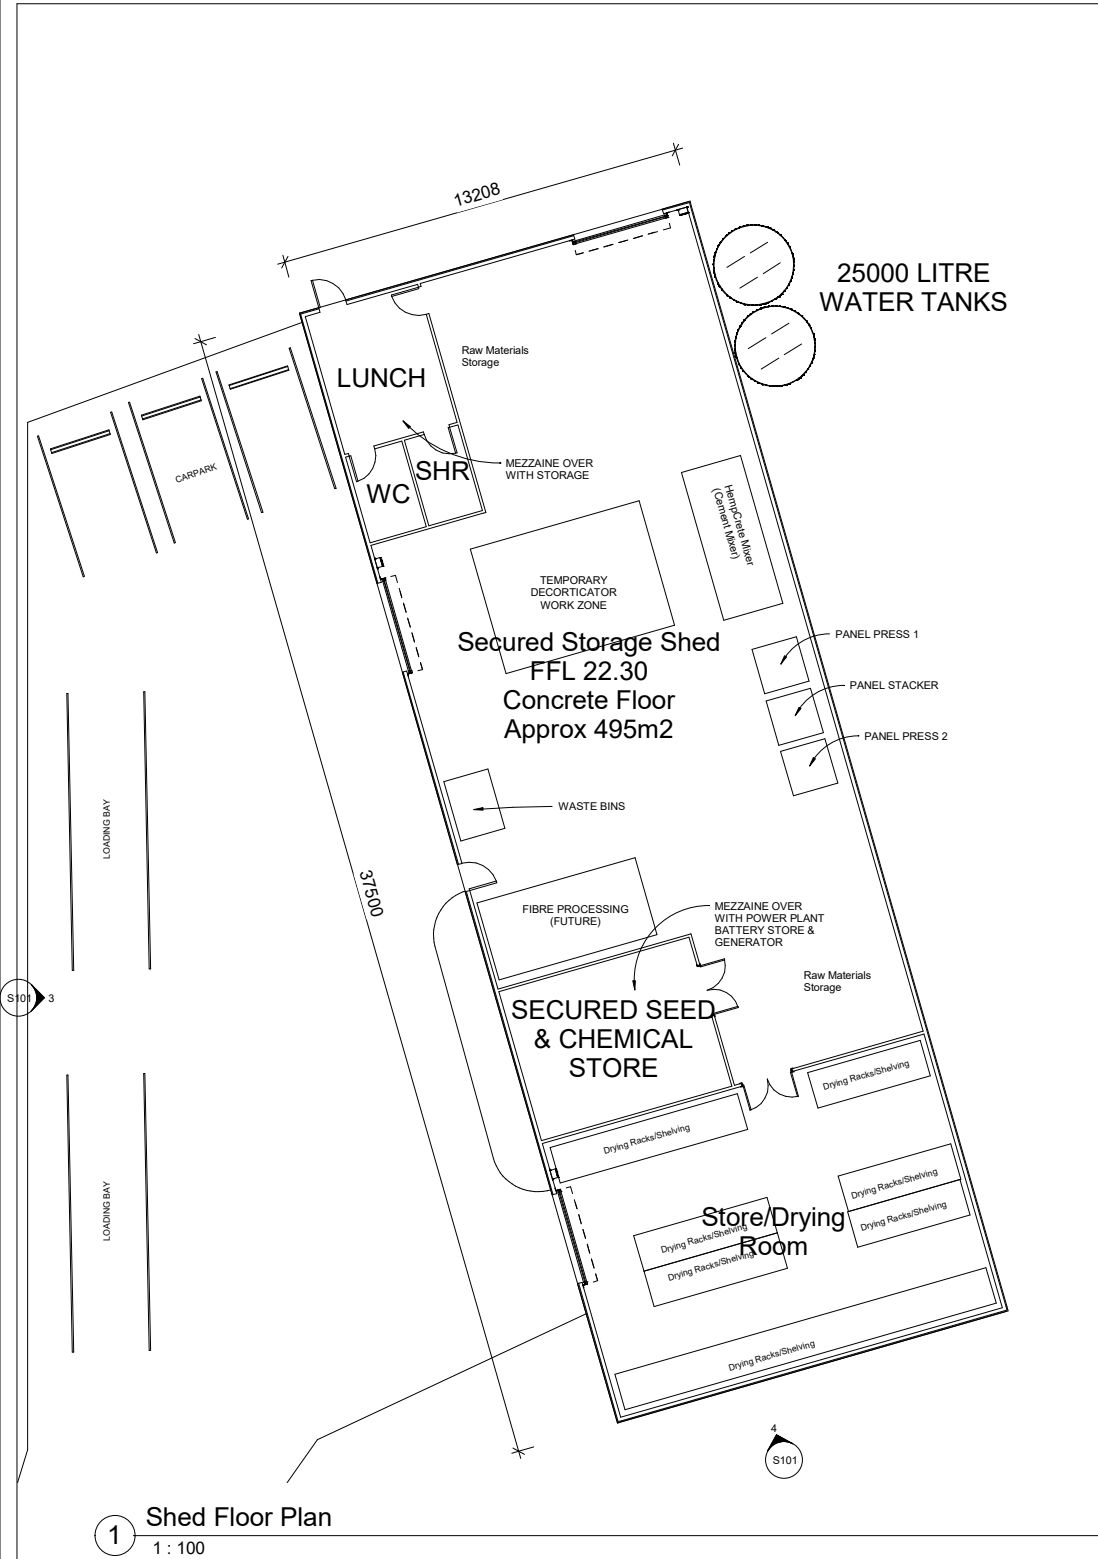 13208
25000 LITRE
WATER TANKS
LUNCH
Raw Materials
Storage
CARPARK
WC
SHR
MEZZAINE OVER
WITH STORAGE
HempCrete Mixer
(Cement Mixer)
TEMPORARY
DECORTICATOR
WORK ZONE
Secured Storage Shed
FFL 22.30
Concrete Floor
Approx 495m2
PANEL PRESS 1
PANEL STACKER
PANEL PRESS 2
LOADING BAY
WASTE BINS
37500
FIBRE PROCESSING
(FUTURE)
MEZZAINE OVER
WITH POWER PLANT
BATTERY STORE &
GENERATOR
Raw Materials
Storage
S101
3
SECURED SEED
& CHEMICAL
STORE
Drying Racks/Shelving
Drying Racks/Shelving
LOADING BAY
Drying Racks/Shelving
Drying Racks/Shelving
Store/Drying
Room
Drying Racks/Shelving
Drying Racks/Shelving
Drying Racks/Shelving
4
S101
1
Shed Floor Plan
1 : 100